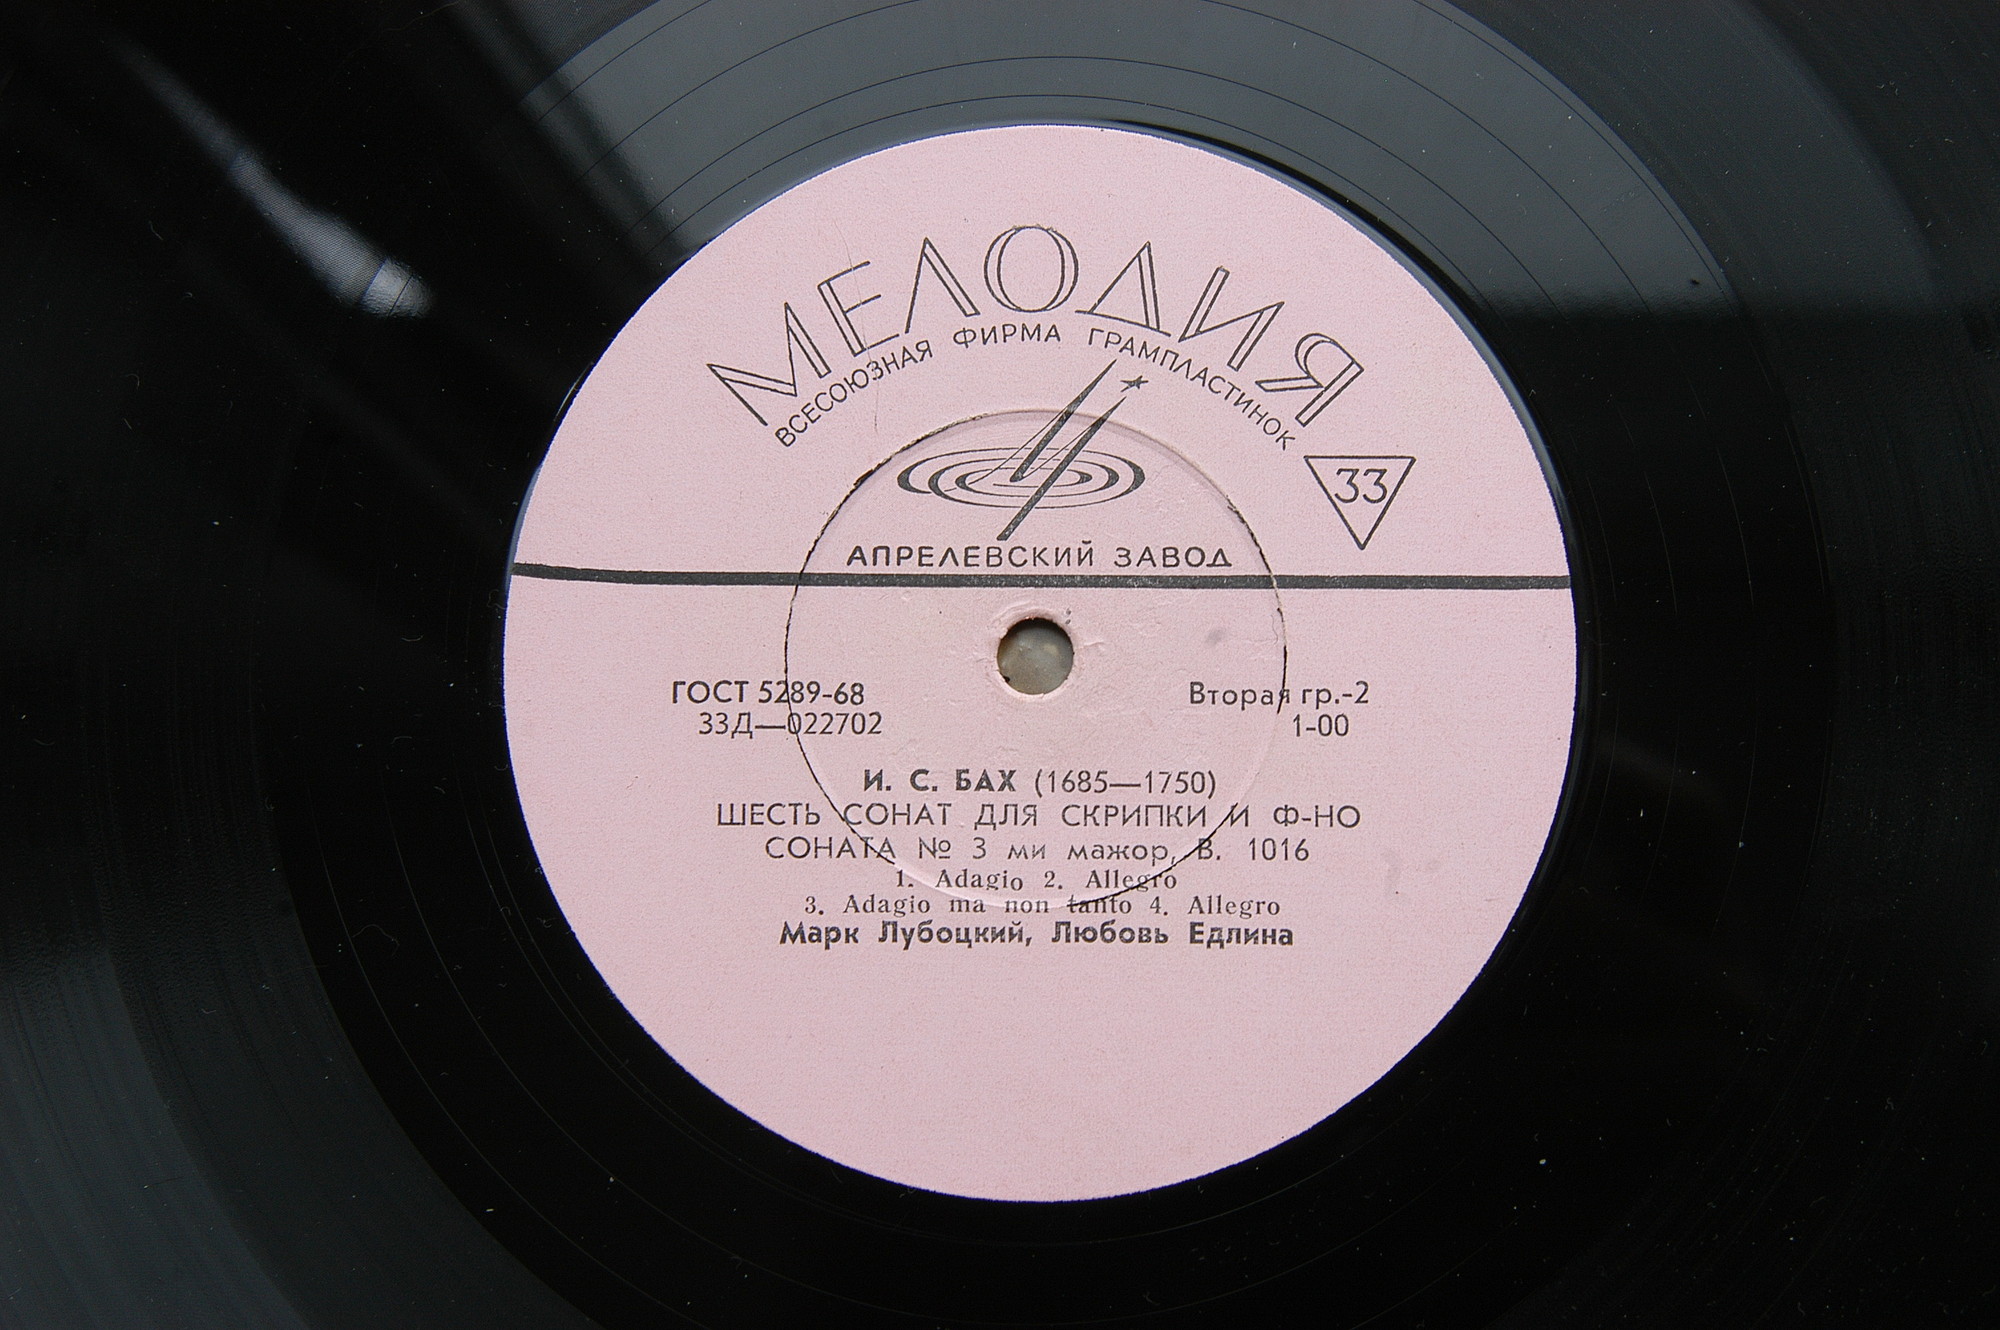 МЕЛОДИЯ
ВСЕСОЮЗНАЯ ФИРМА ГРАМПЛАСТИНОК
33
АПРЕЛЕВСКИЙ ЗАВОД
ГОСТ 5289-68 Вторая гр.-2
33Д—022702 1-00
И. С. БАХ (1685—1750)
ШЕСТЬ СОНАТ ДЛЯ СКРИПКИ И Ф-НО
СОНАТА № 3 ми мажор, В. 1016
1. Adagio 2. Allegro
3. Adagio ma non tanto 4. Allegro
Марк Лубоцкий, Любовь Едлина